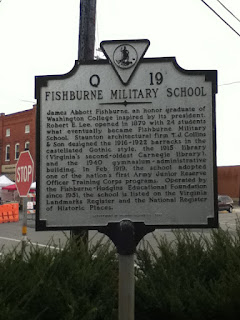 Q 19
FISHBURNE MILITARY SCHOOL
James Abbott Fishburne, an honor graduate of
Washington College inspired by its president,
Robert E. Lee, opened in 1879 with 24 students
what eventually became Fishburne Military
School. Staunton architectural firm T.J. Collins
& Son designed the 1916-1922 barracks in the
castellated Gothic style, the 1915 library
(Virginia's second-oldest Carnegie library),
and the 1940 gymnasium-administrative
building. In Feb. 1919, the school adopted
one of the nation's first Army Junior Reserve
Officer Training Corps programs. Operated by
the Fishburne-Hudgins Educational Foundation
since 1951, the school is listed on the Virginia
Landmarks Register and the National Register
of Historic Places.
STOP